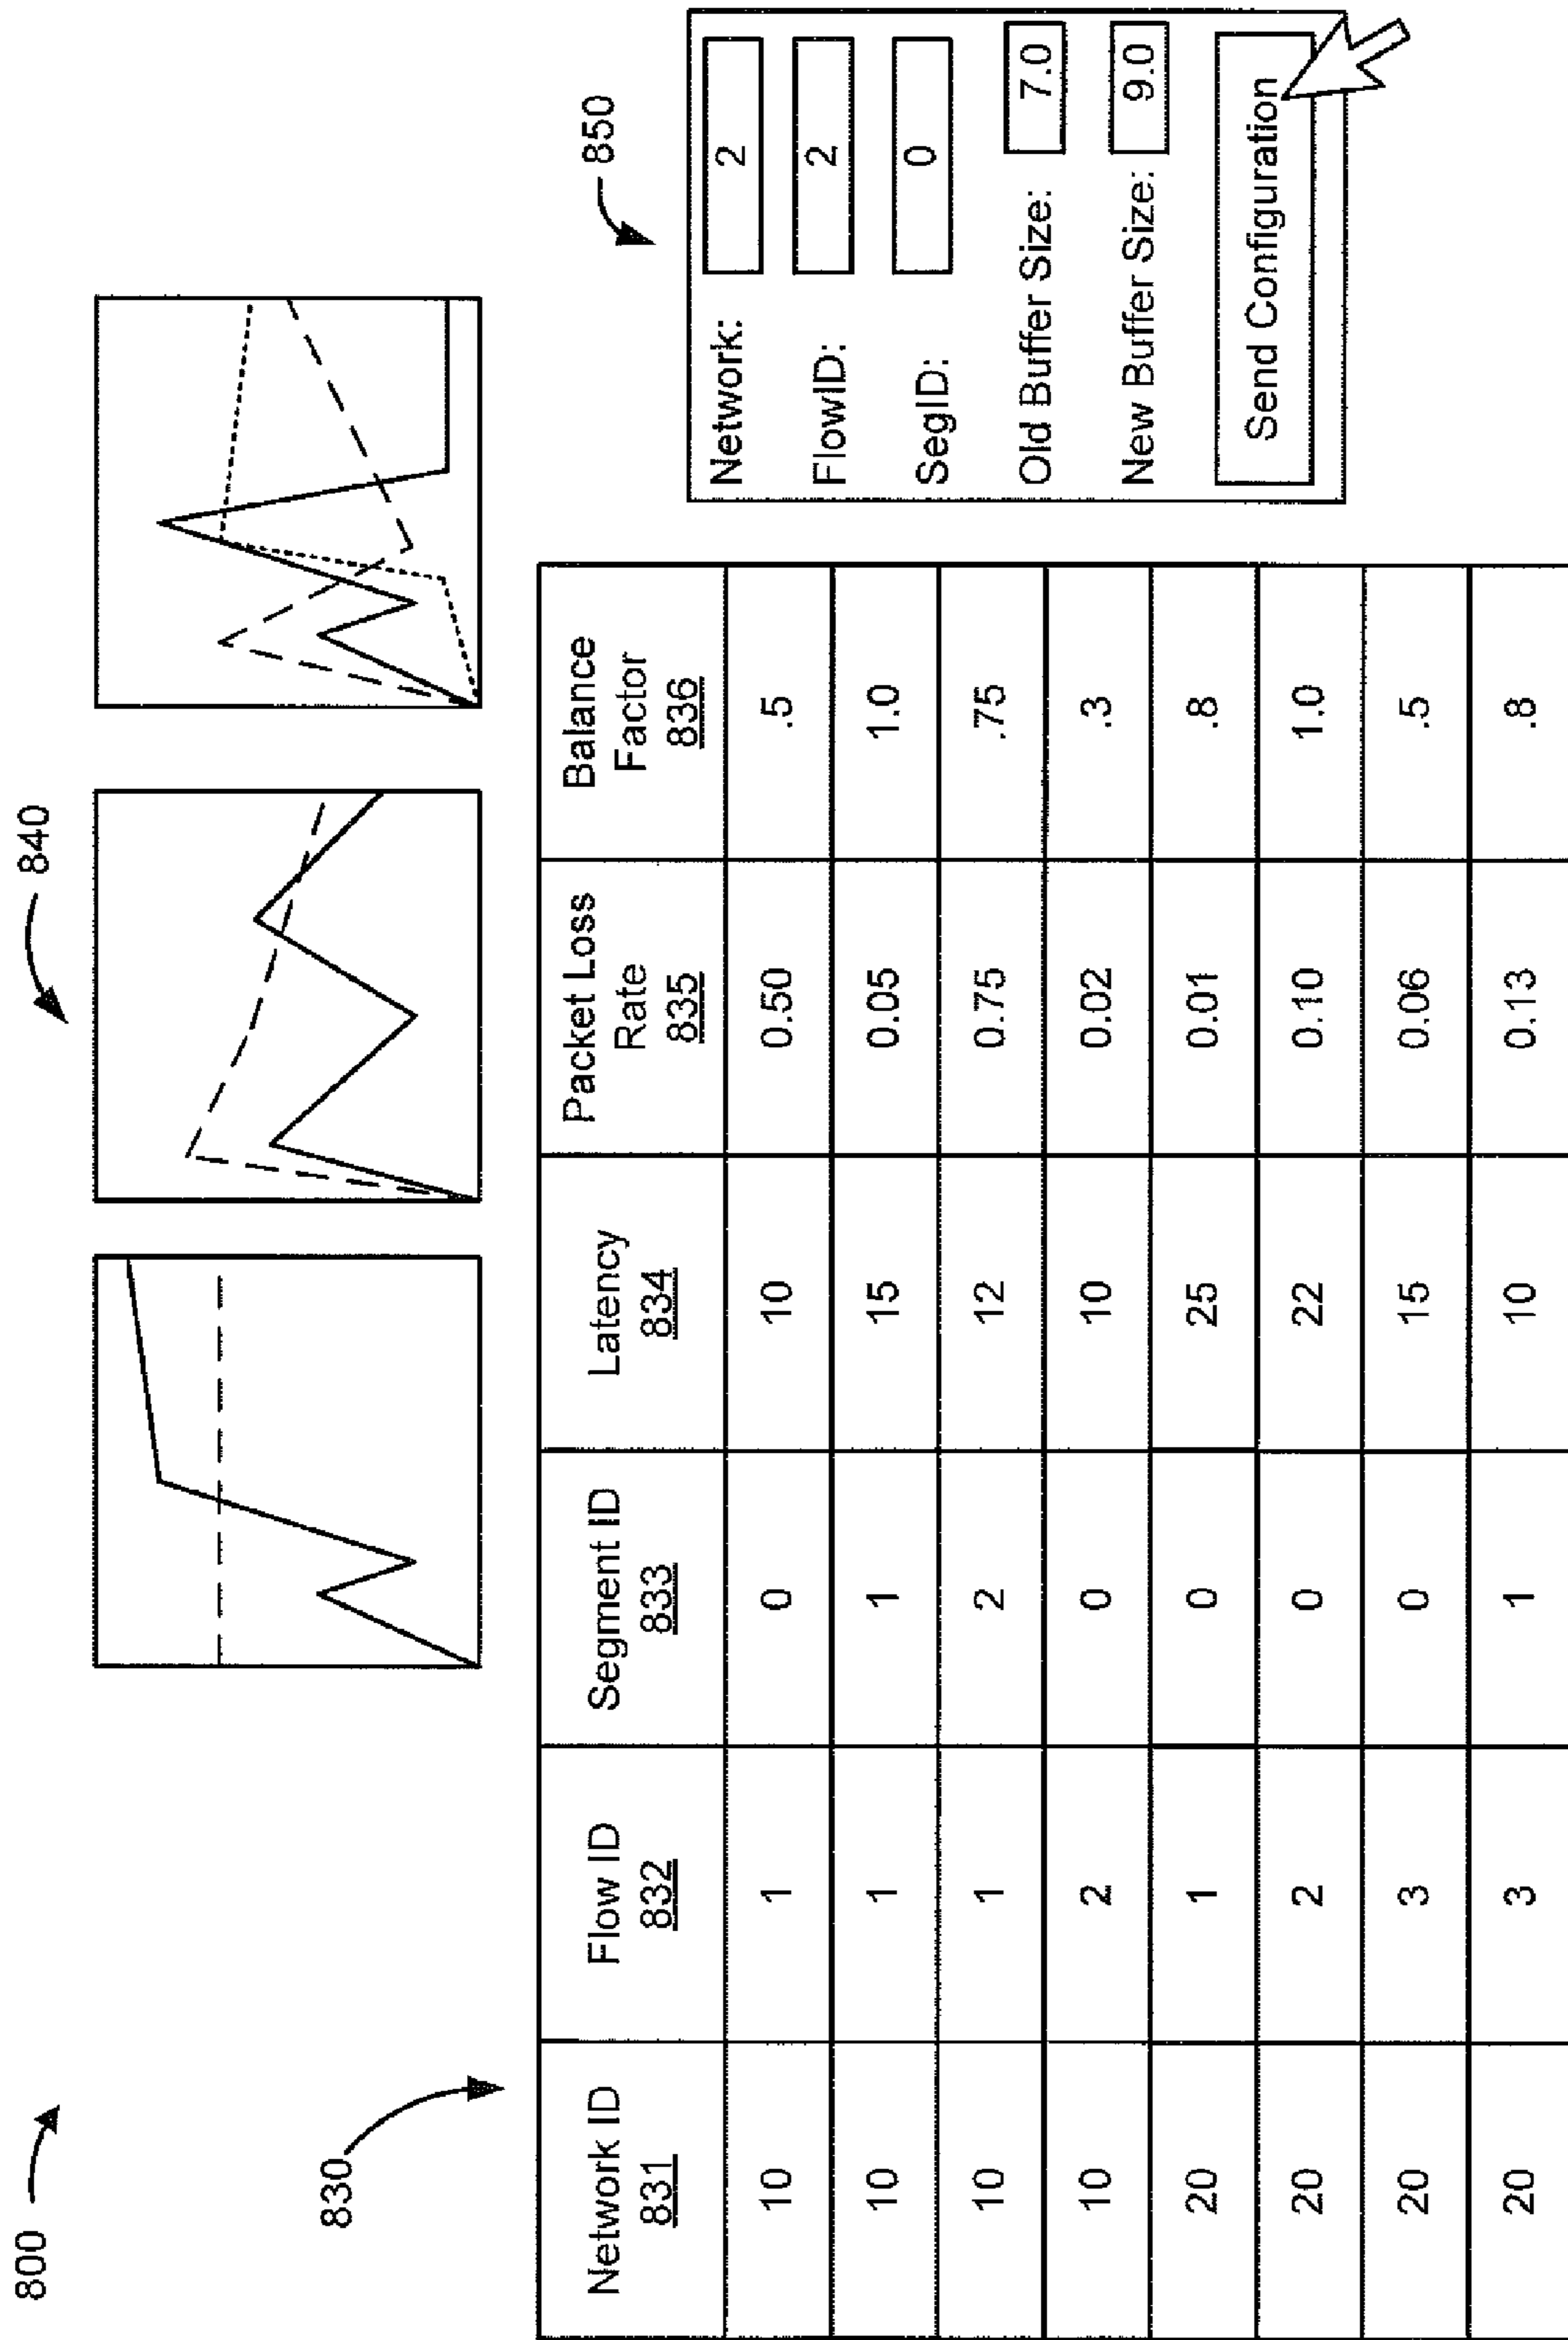 800
840
830
850
Network: 2
FlowID: 2
SegID: 0
Old Buffer Size: 7.0
New Buffer Size: 9.0
Send Configuration
Network ID Flow ID Segment ID Latency Packet Loss Balance
Rate Factor
831 832 833 834 835 836
10 1 0 10 0.50 .5
10 1 1 15 0.05 1.0
10 1 2 12 0.75 .75
10 2 0 10 0.02 .3
20 1 0 25 0.01 .8
20 2 0 22 0.10 1.0
20 3 0 15 0.06 .5
20 3 1 10 0.13 .8